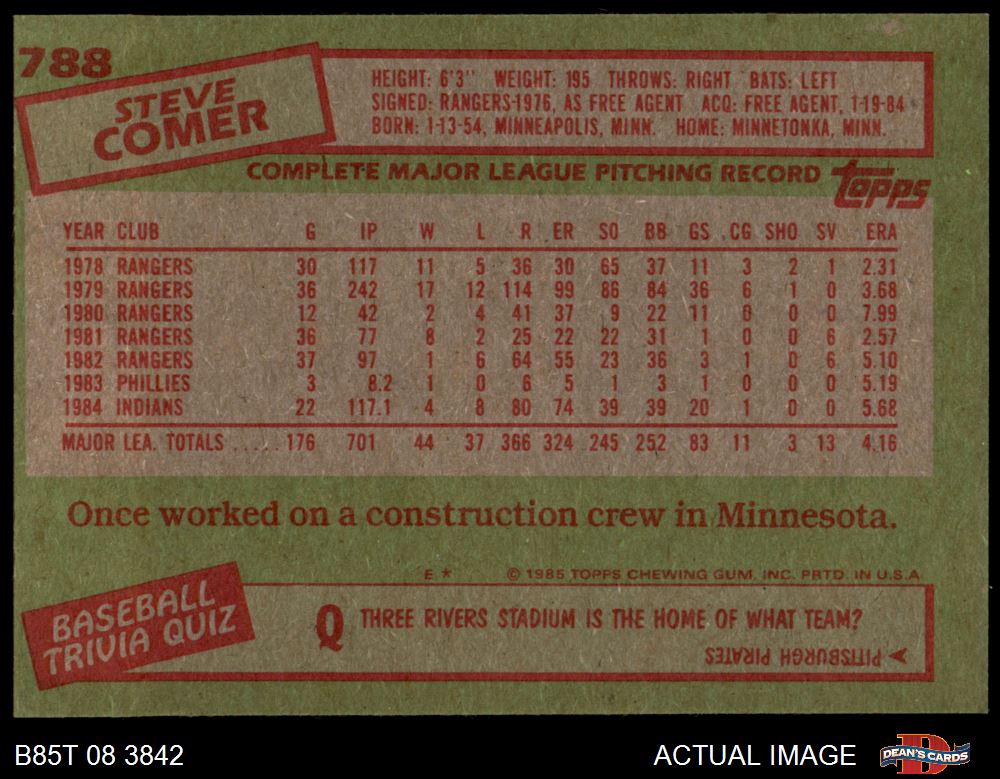 788
STEVE COMER
HEIGHT: 6'3" WEIGHT: 195 THROWS: RIGHT BATS: LEFT
SIGNED: RANGERS-1976, AS FREE AGENT ACQ: FREE AGENT, 1-19-84
BORN: 1-13-54, MINNEAPOLIS, MINN. HOME: MINNETONKA, MINN.
COMPLETE MAJOR LEAGUE PITCHING RECORD topps
YEAR CLUB G IP W L R ER SO BB GS CG SHO SV ERA
1978 RANGERS 30 117 11 5 36 30 65 37 11 3 2 1 2.31
1979 RANGERS 36 242 17 12 114 99 86 84 36 6 1 0 3.68
1980 RANGERS 12 42 2 4 41 37 9 22 11 0 0 0 7.99
1981 RANGERS 36 77 8 2 25 22 22 31 1 0 0 6 2.57
1982 RANGERS 37 97 1 6 64 55 23 36 3 1 0 6 5.10
1983 PHILLIES 3 8.2 1 0 6 5 1 3 1 0 0 0 5.19
1984 INDIANS 22 117.1 4 8 80 74 39 39 20 1 0 0 5.68
MAJOR LEA. TOTALS ..... 176 701 44 37 366 324 245 252 83 11 3 13 4.16
Once worked on a construction crew in Minnesota.
E * © 1985 TOPPS CHEWING GUM, INC. PRTD. IN U.S.A.
BASEBALL
TRIVIA QUIZ
Q THREE RIVERS STADIUM IS THE HOME OF WHAT TEAM?
PITTSBURGH PIRATES
B85T 08 3842 ACTUAL IMAGE D DEAN'S CARDS